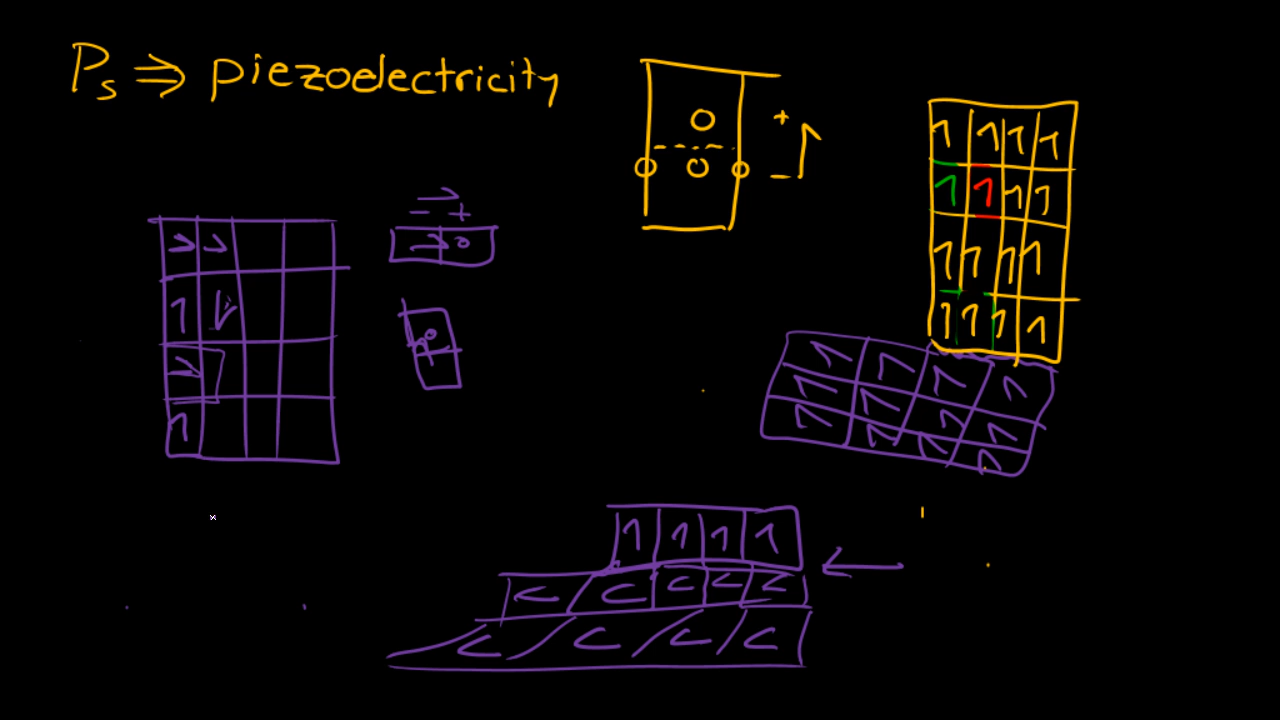 Ps ⇒ piezoelectricity
+
−
− +